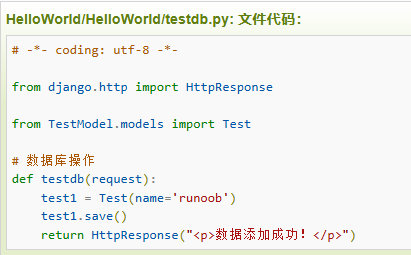 HelloWorld/HelloWorld/testdb.py: 文件代码：
# -*- coding: utf-8 -*-
from django.http import HttpResponse
from TestModel.models import Test
# 数据库操作
def testdb(request):
    test1 = Test(name='runoob')
    test1.save()
    return HttpResponse("<p>数据添加成功！</p>")